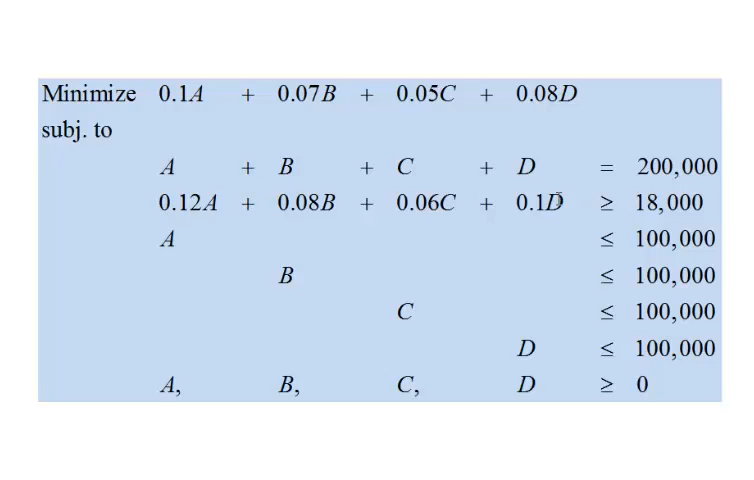 Minimize 0.1A + 0.07B + 0.05C + 0.08D
subj. to
A + B + C + D = 200,000
0.12A + 0.08B + 0.06C + 0.1D ≥ 18,000
A ≤ 100,000
B ≤ 100,000
C ≤ 100,000
D ≤ 100,000
A, B, C, D ≥ 0